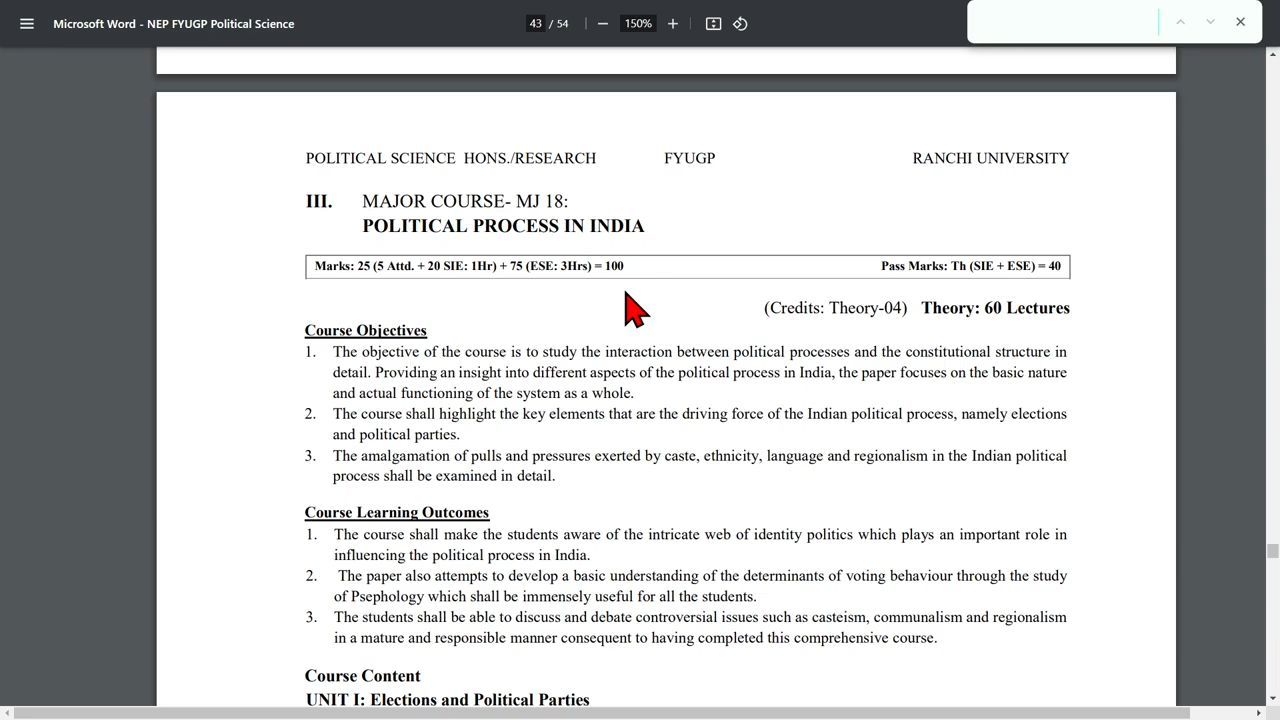 Microsoft Word - NEP FYUGP Political Science 43 / 54 150%
POLITICAL SCIENCE HONS./RESEARCH FYUGP RANCHI UNIVERSITY
III. MAJOR COURSE- MJ 18:
POLITICAL PROCESS IN INDIA
Marks: 25 (5 Attd. + 20 SIE: 1Hr) + 75 (ESE: 3Hrs) = 100 Pass Marks: Th (SIE + ESE) = 40
(Credits: Theory-04) Theory: 60 Lectures
Course Objectives
1. The objective of the course is to study the interaction between political processes and the constitutional structure in
detail. Providing an insight into different aspects of the political process in India, the paper focuses on the basic nature
and actual functioning of the system as a whole.
2. The course shall highlight the key elements that are the driving force of the Indian political process, namely elections
and political parties.
3. The amalgamation of pulls and pressures exerted by caste, ethnicity, language and regionalism in the Indian political
process shall be examined in detail.
Course Learning Outcomes
1. The course shall make the students aware of the intricate web of identity politics which plays an important role in
influencing the political process in India.
2. The paper also attempts to develop a basic understanding of the determinants of voting behaviour through the study
of Psephology which shall be immensely useful for all the students.
3. The students shall be able to discuss and debate controversial issues such as casteism, communalism and regionalism
in a mature and responsible manner consequent to having completed this comprehensive course.
Course Content
UNIT I: Elections and Political Parties